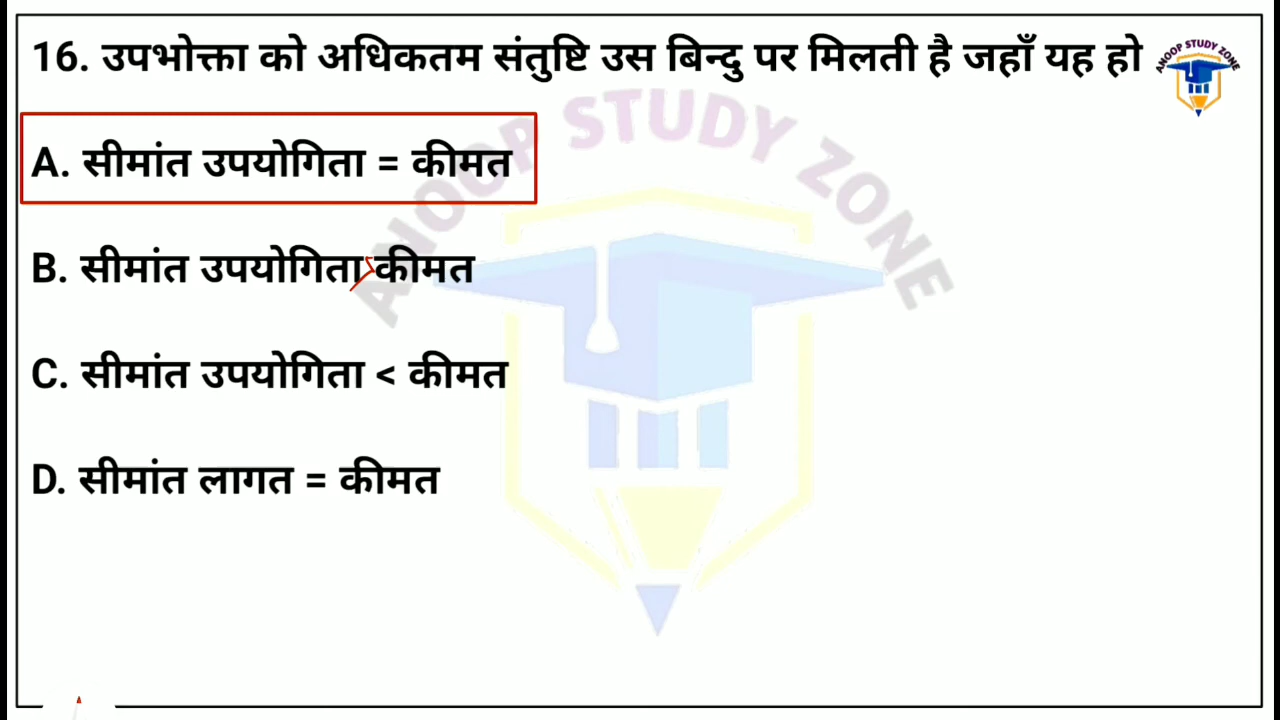 16. उपभोक्ता को अधिकतम संतुष्टि उस बिन्दु पर मिलती है जहाँ यह हो
ANOOP STUDY ZONE
A. सीमांत उपयोगिता = कीमत
ANOOP STUDY ZONE
B. सीमांत उपयोगिता > कीमत
C. सीमांत उपयोगिता < कीमत
D. सीमांत लागत = कीमत